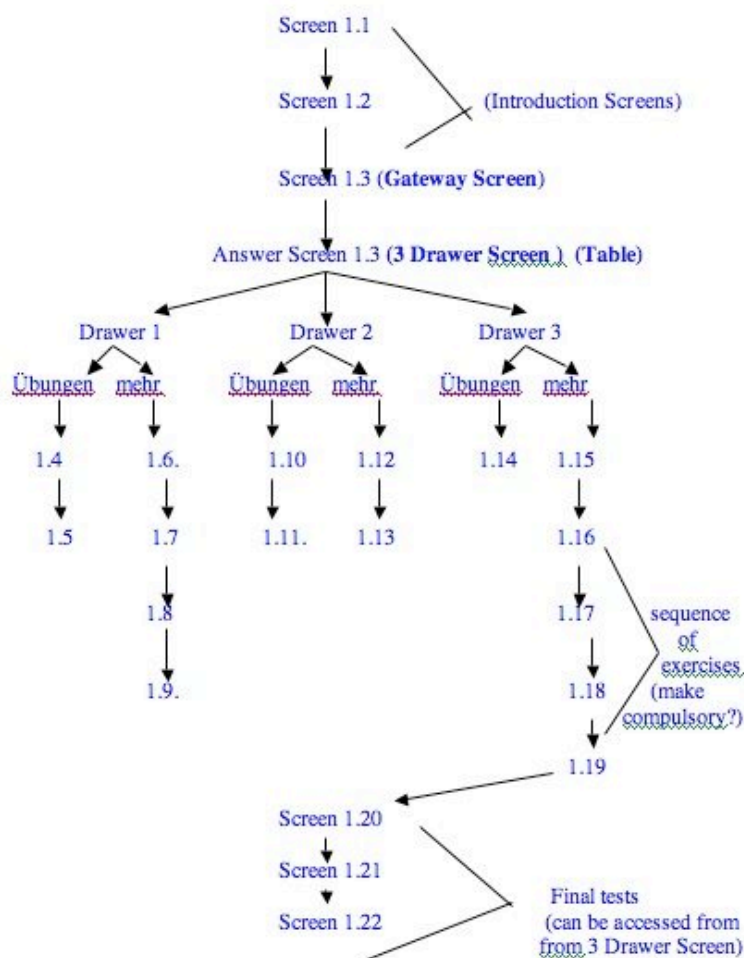 Screen 1.1
Screen 1.2
(Introduction Screens)
Screen 1.3 (Gateway Screen)
Answer Screen 1.3 (3 Drawer Screen ) (Table)
Drawer 1
Drawer 2
Drawer 3
Übungen mehr
Übungen mehr
Übungen mehr
1.4
1.6.
1.10
1.12
1.14
1.15
1.5
1.7
1.11.
1.13
1.16
1.8
1.17
sequence
of
exercises
(make
compulsory?)
1.9.
1.18
1.19
Screen 1.20
Screen 1.21
Screen 1.22
Final tests
(can be accessed from
from 3 Drawer Screen)